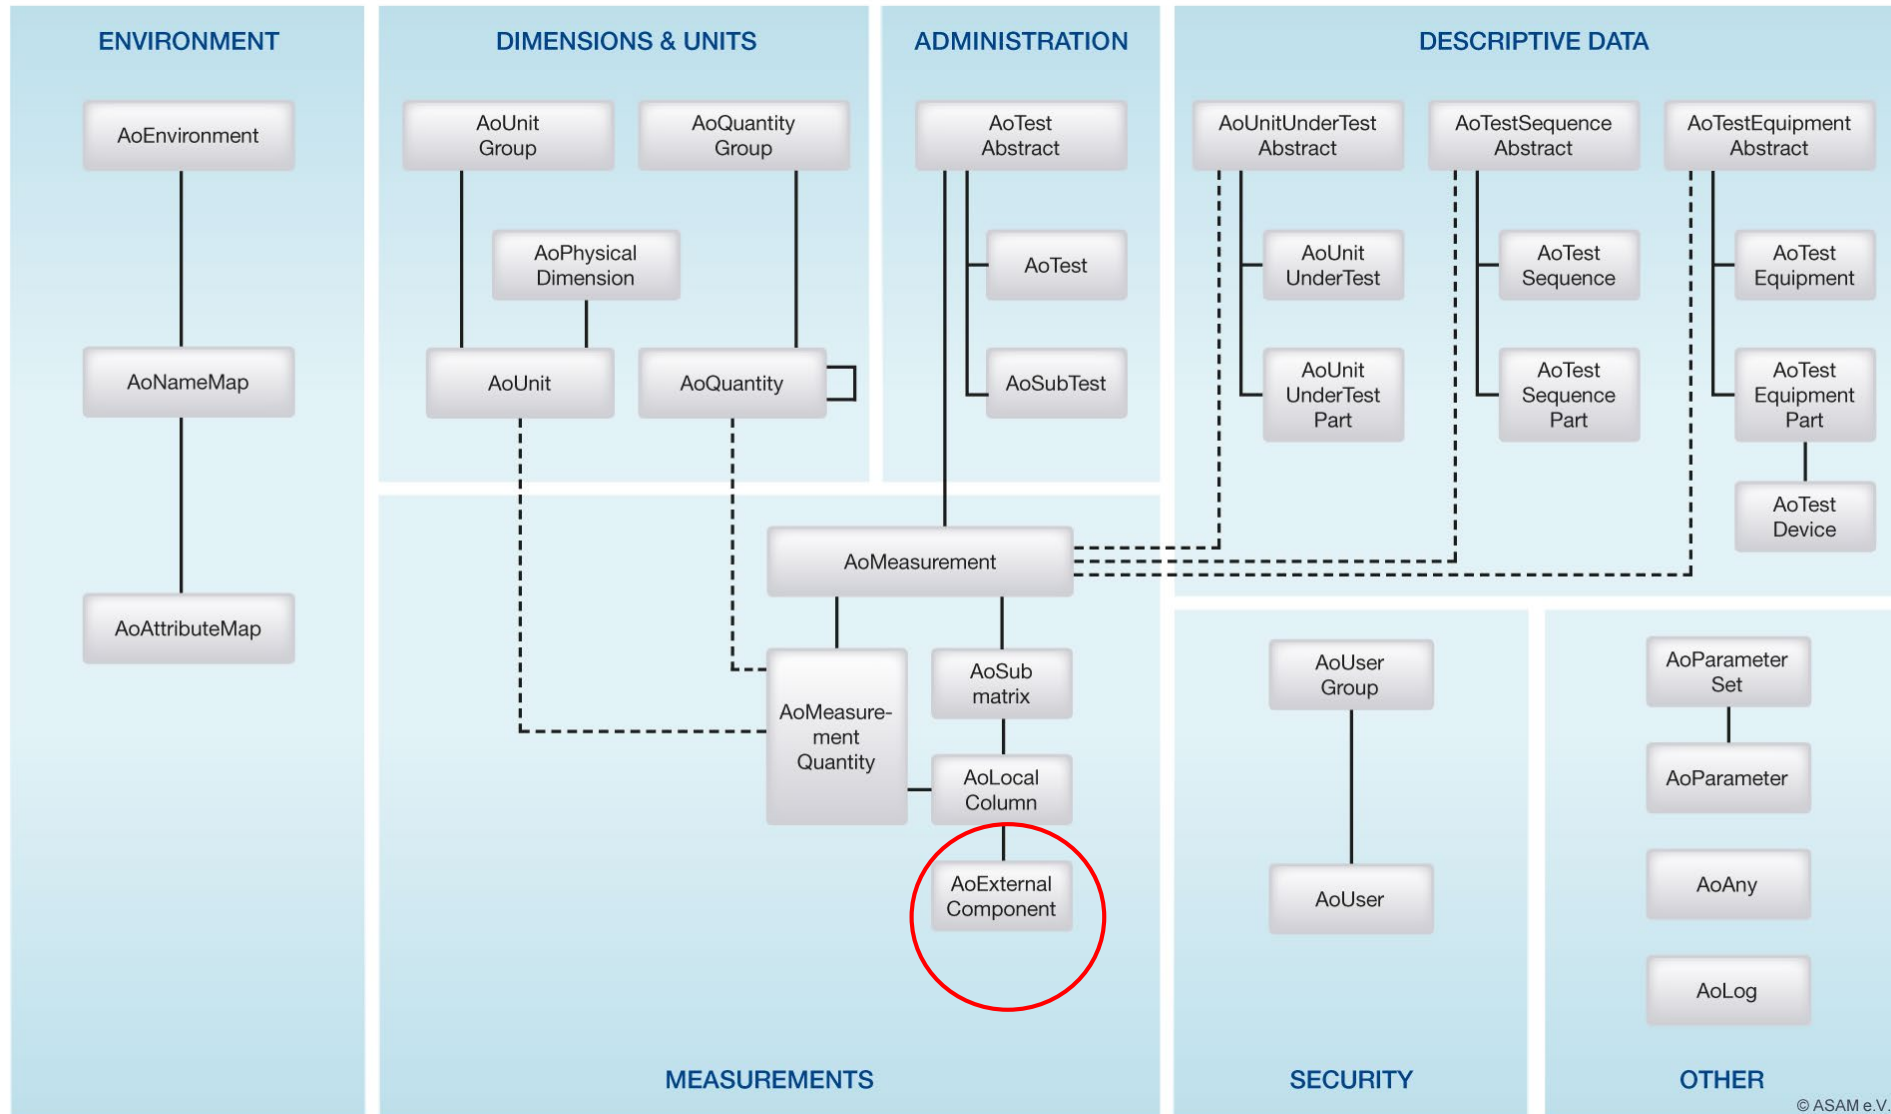 ENVIRONMENT
AoEnvironment
AoNameMap
AoAttributeMap
DIMENSIONS & UNITS
AoUnit
Group
AoQuantity
Group
AoPhysical
Dimension
AoUnit
AoQuantity
ADMINISTRATION
AoTest
Abstract
AoTest
AoSubTest
DESCRIPTIVE DATA
AoUnitUnderTest
Abstract
AoUnit
UnderTest
AoUnit
UnderTest
Part
AoTestSequence
Abstract
AoTest
Sequence
AoTest
Sequence
Part
AoTestEquipment
Abstract
AoTest
Equipment
AoTest
Equipment
Part
AoTest
Device
AoMeasurement
AoMeasure-
ment
Quantity
AoSub
matrix
AoLocal
Column
AoExternal
Component
MEASUREMENTS
AoUser
Group
AoUser
SECURITY
AoParameter
Set
AoParameter
AoAny
AoLog
OTHER
© ASAM e.V.